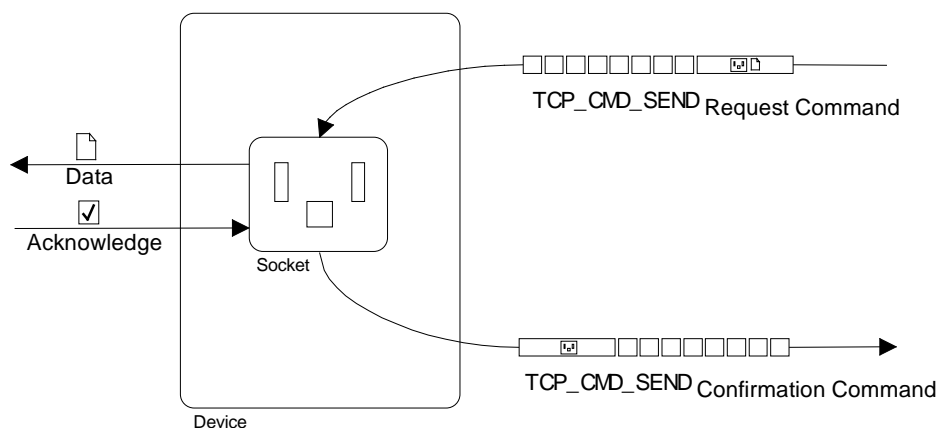 TCP_CMD_SEND Request Command
Data
Acknowledge
Socket
TCP_CMD_SEND Confirmation Command
Device